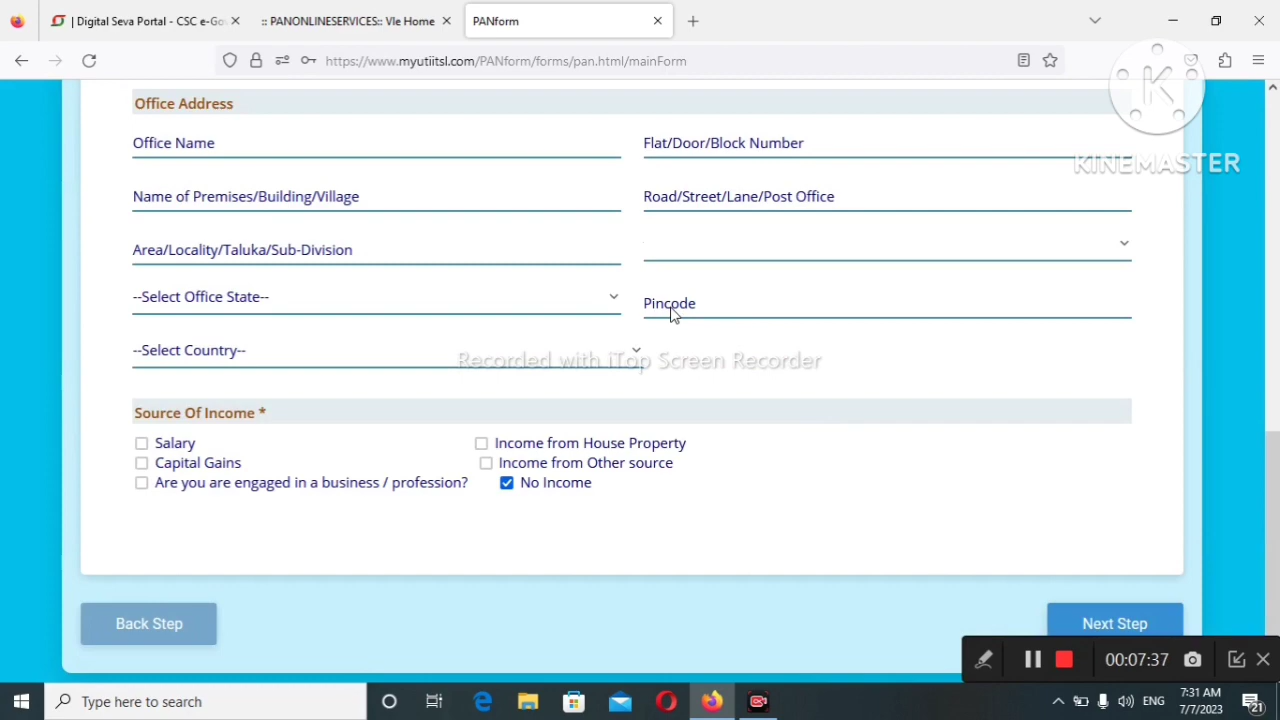 | Digital Seva Portal - CSC e-Gov
:: PANONLINESERVICES:: Vle Home
PANform
https://www.myutiitsl.com/PANform/forms/pan.html/mainForm
K
KINEMASTER
Office Address
Office Name
Flat/Door/Block Number
Name of Premises/Building/Village
Road/Street/Lane/Post Office
Area/Locality/Taluka/Sub-Division
--Select Office State--
Pincode
--Select Country--
Recorded with iTop Screen Recorder
Source Of Income *
Salary
Income from House Property
Capital Gains
Income from Other source
Are you are engaged in a business / profession?
No Income
Back Step
Next Step
00:07:37
Type here to search
ENG
7:31 AM
7/7/2023
21